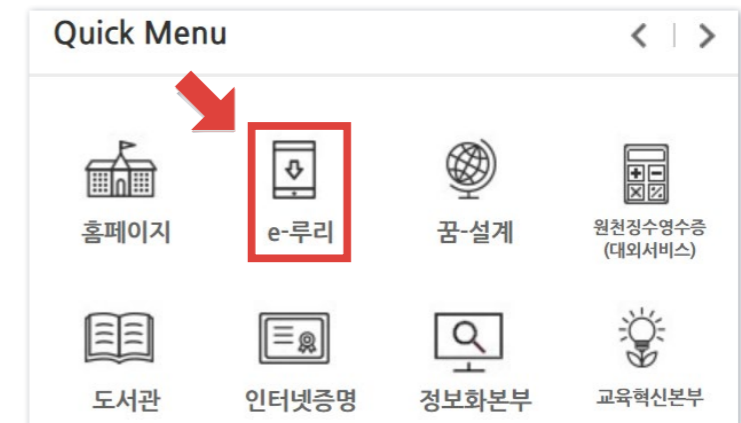 Quick Menu
홈페이지
e-루리
꿈-설계
원천징수영수증
(대외서비스)
도서관
인터넷증명
정보화본부
교육혁신본부